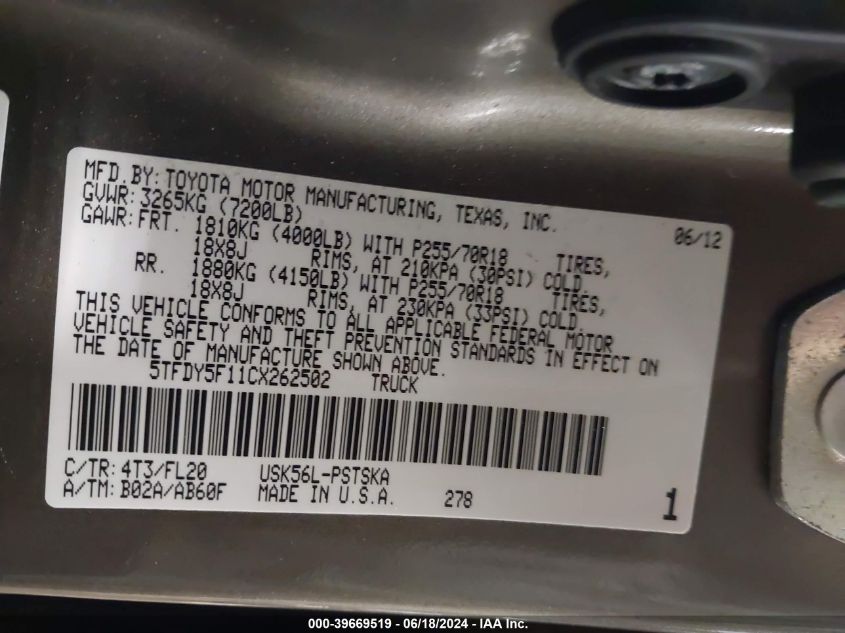 MFD. BY: TOYOTA MOTOR MANUFACTURING, TEXAS, INC. 06/12
GVWR: 3265KG (7200LB)
GAWR: FRT. 1810KG (4000LB) WITH P255/70R18 TIRES,
18X8J RIMS, AT 210KPA (30PSI) COLD.
RR. 1880KG (4150LB) WITH P255/70R18 TIRES,
18X8J RIMS, AT 230KPA (33PSI) COLD.
THIS VEHICLE CONFORMS TO ALL APPLICABLE FEDERAL MOTOR
VEHICLE SAFETY AND THEFT PREVENTION STANDARDS IN EFFECT ON
THE DATE OF MANUFACTURE SHOWN ABOVE.
5TFDY5F11CX262502 TRUCK
C/TR: 4T3/FL20 USK56L-PSTSKA
A/TM: B02A/AB60F MADE IN U.S.A. 278 1
000-39669519 - 06/18/2024 - IAA Inc.